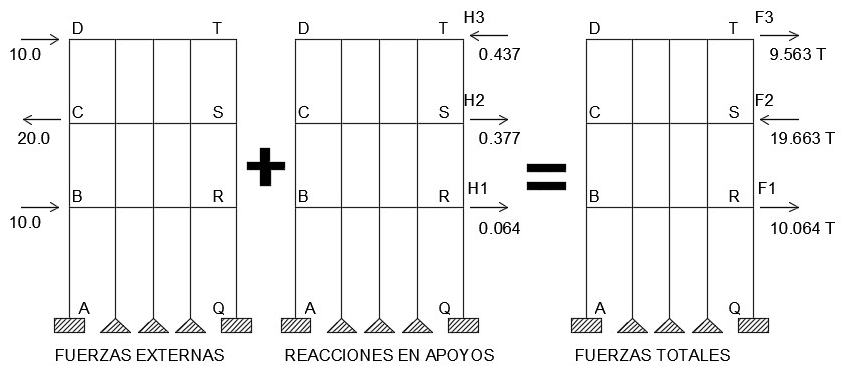 D T
10.0
C S
20.0
B R
10.0
A Q
FUERZAS EXTERNAS
+
D T H3
0.437
C S H2
0.377
B R H1
0.064
A Q
REACCIONES EN APOYOS
=
D T F3
9.563 T
C S F2
19.663 T
B R F1
10.064 T
A Q
FUERZAS TOTALES